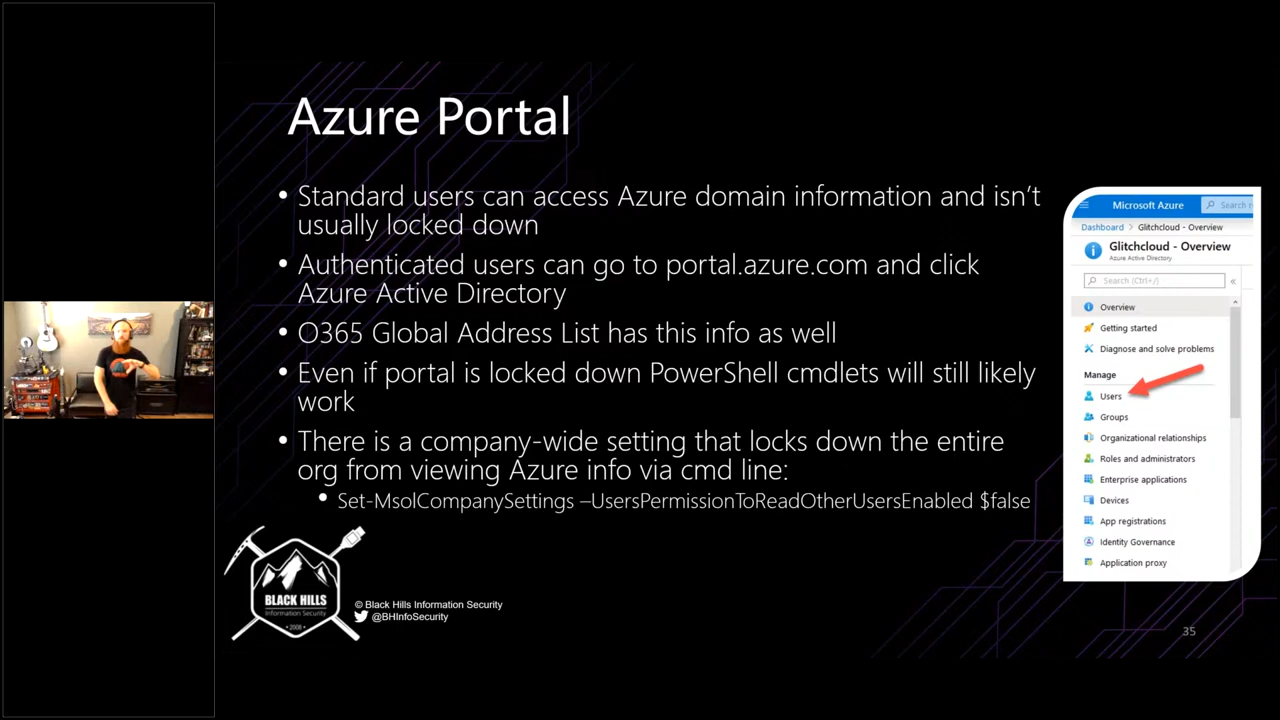 Azure Portal
• Standard users can access Azure domain information and isn't
usually locked down
• Authenticated users can go to portal.azure.com and click
Azure Active Directory
• O365 Global Address List has this info as well
• Even if portal is locked down PowerShell cmdlets will still likely
work
• There is a company-wide setting that locks down the entire
org from viewing Azure info via cmd line:
• Set-MsolCompanySettings –UsersPermissionToReadOtherUsersEnabled $false
Microsoft Azure
Search r
Dashboard > Glitchcloud - Overview
Glitchcloud - Overview
Azure Active Directory
Search (Ctrl+/)
«
Overview
Getting started
Diagnose and solve problems
Manage
Users
Groups
Organizational relationships
Roles and administrators
Enterprise applications
Devices
App registrations
Identity Governance
Application proxy
BLACK HILLS
Information Security
• 2008 •
© Black Hills Information Security
@BHInfoSecurity
35